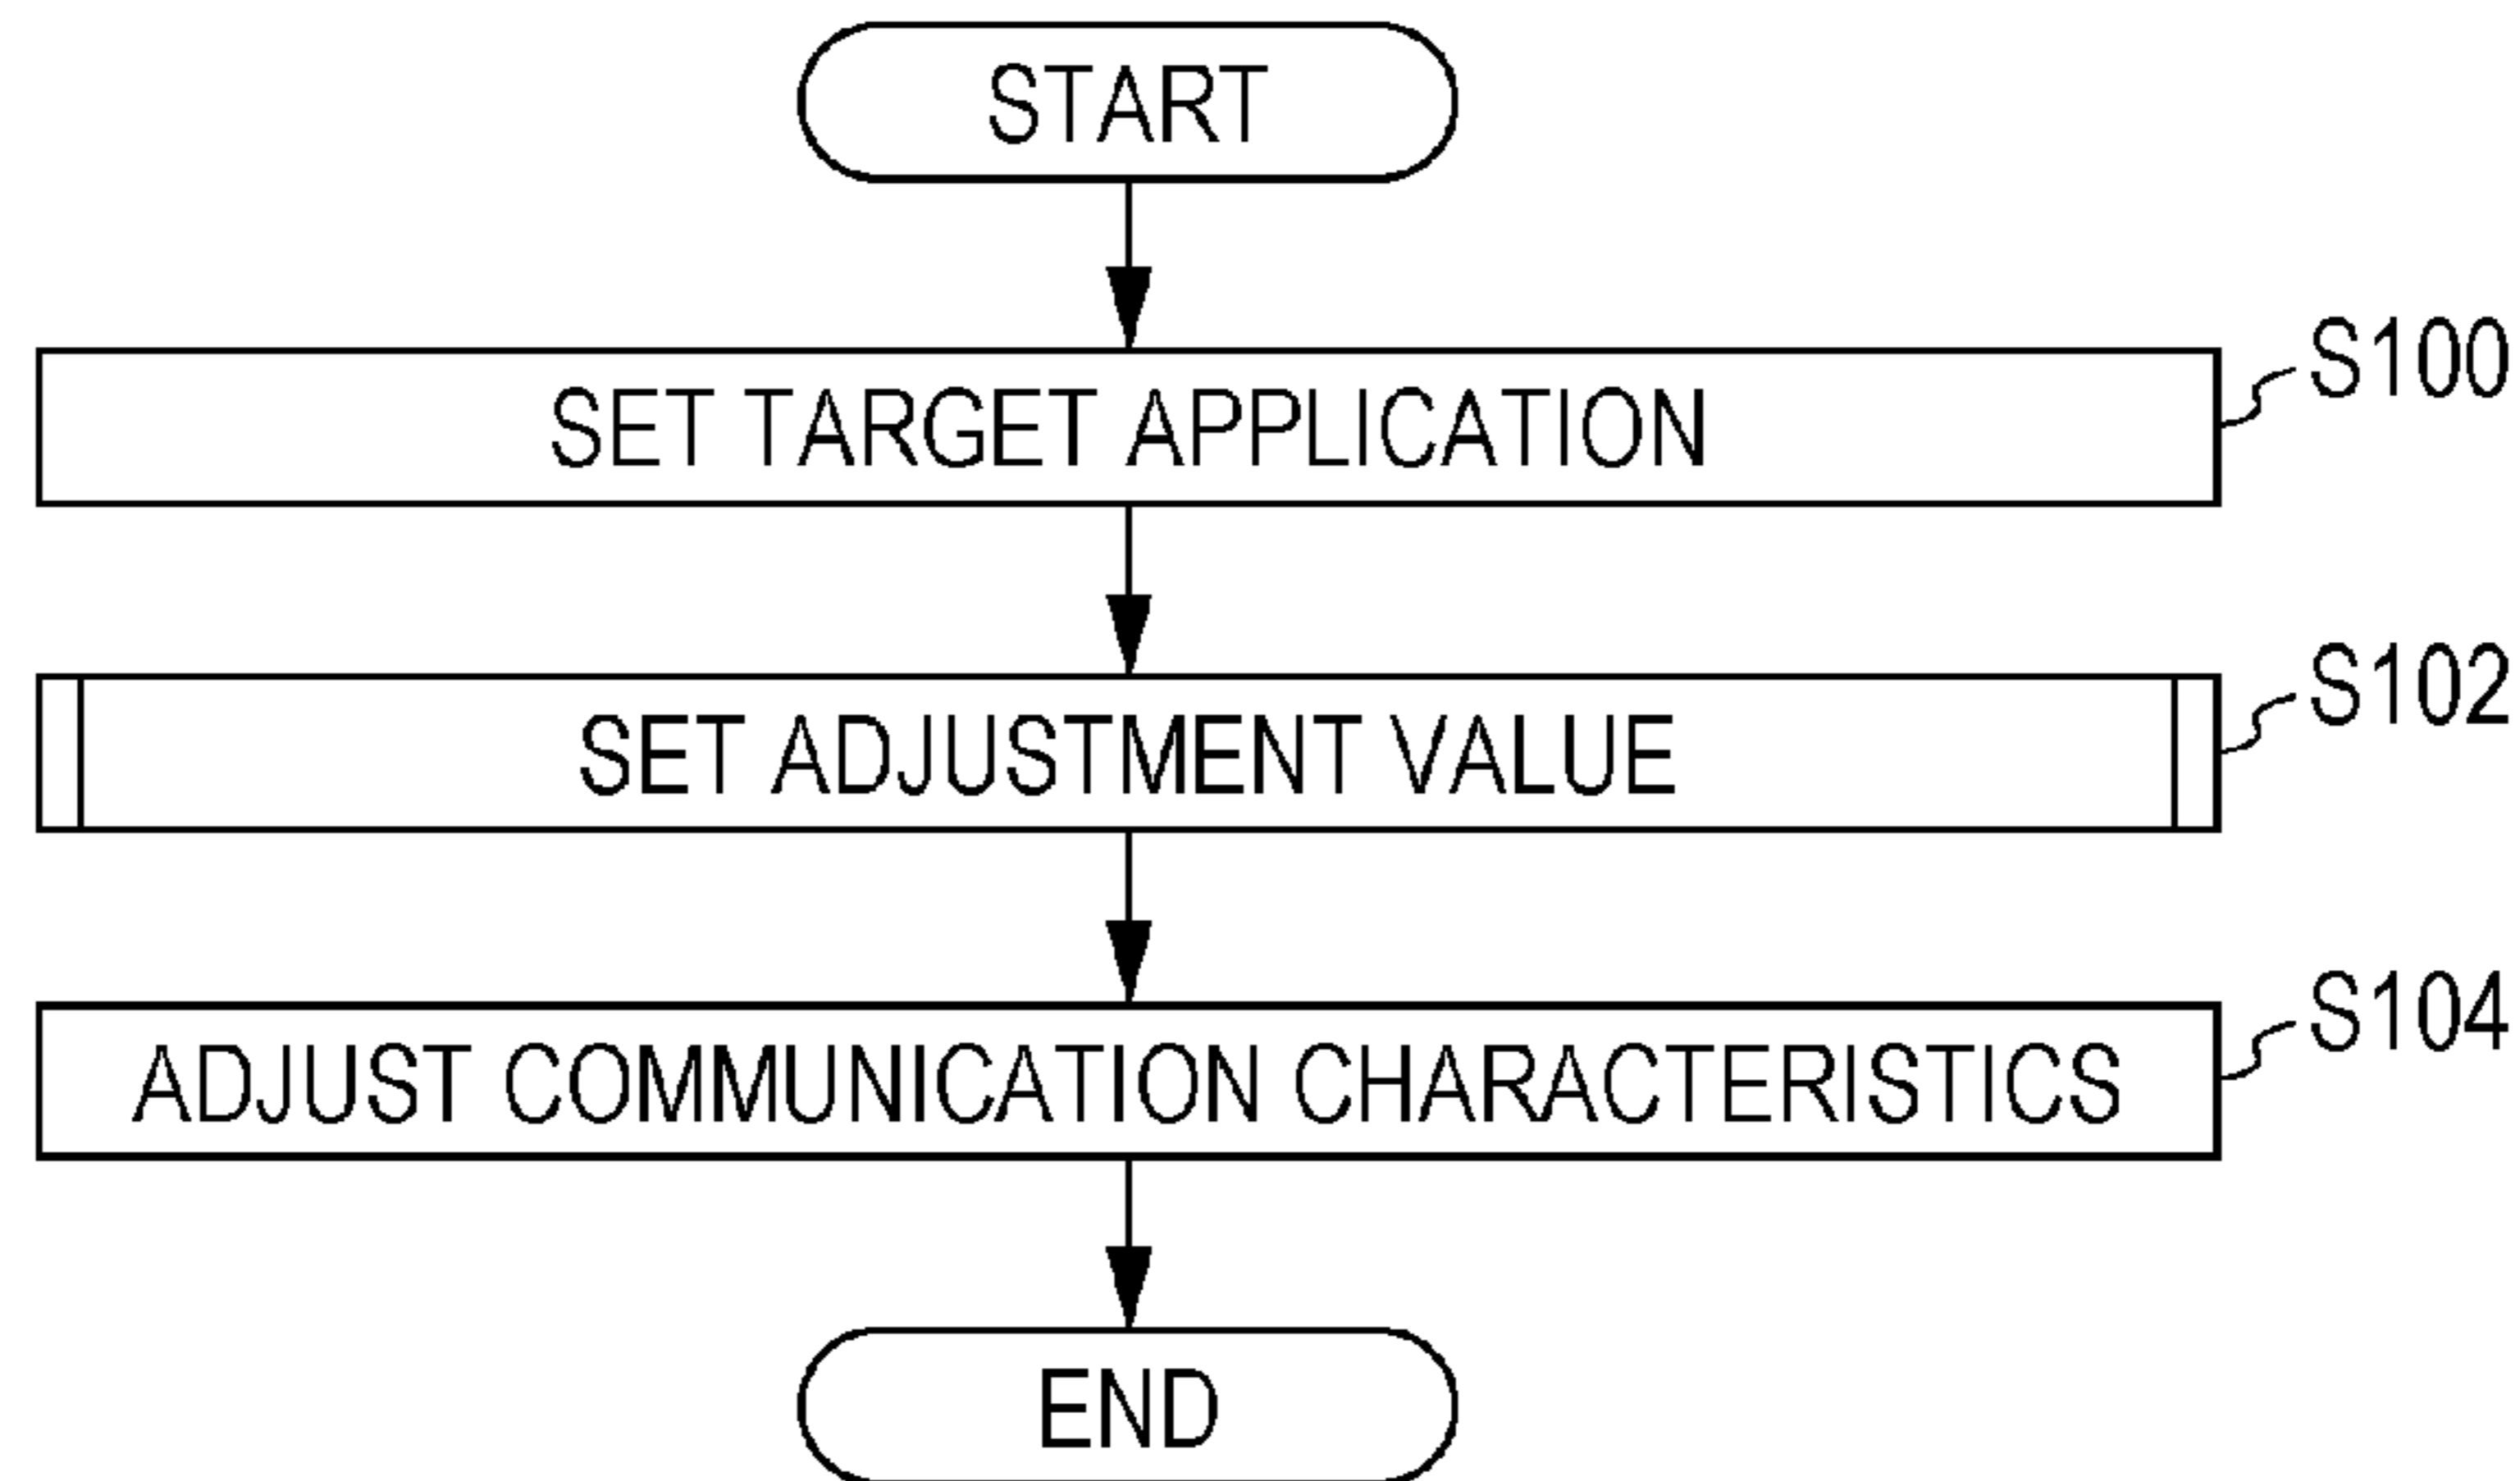 START
SET TARGET APPLICATION
S100
SET ADJUSTMENT VALUE
S102
ADJUST COMMUNICATION CHARACTERISTICS
S104
END